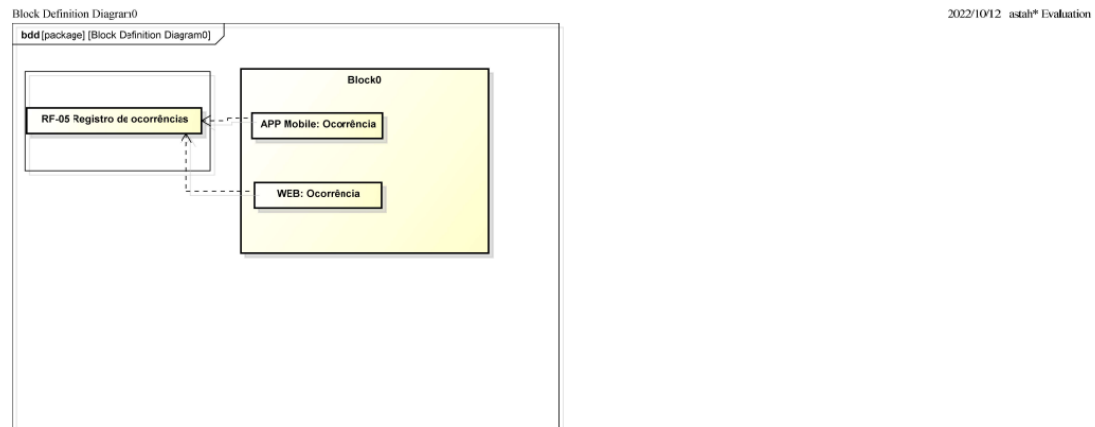 Block Definition Diagram0
2022/10/12 astah* Evaluation
bdd [package] [Block Definition Diagram0]
Block0
RF-05 Registro de ocorrências
APP Mobile: Ocorrência
WEB: Ocorrência